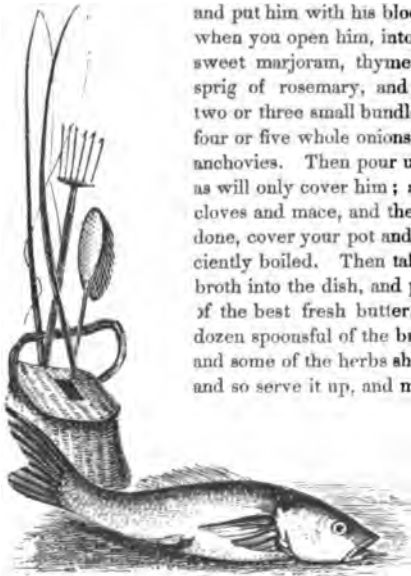 and put him with his bloo
when you open him, into
sweet marjoram, thyme
sprig of rosemary, and
two or three small bundl
four or five whole onions
anchovies. Then pour u
as will only cover him ; s
cloves and mace, and the
done, cover your pot and
ciently boiled. Then tal
broth into the dish, and p
of the best fresh butter
dozen spoonsful of the br
and some of the herbs sh
and so serve it up, and m